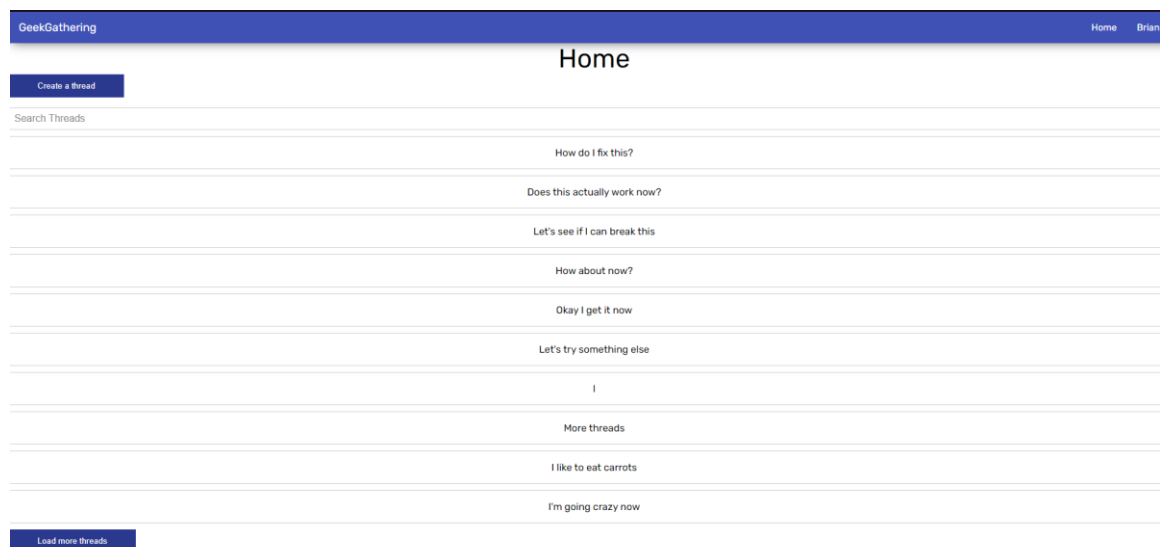 GeekGathering Home Brian
Home
Create a thread
Search Threads
How do I fix this?
Does this actually work now?
Let's see if I can break this
How about now?
Okay I get it now
Let's try something else
I
More threads
I like to eat carrots
I'm going crazy now
Load more threads